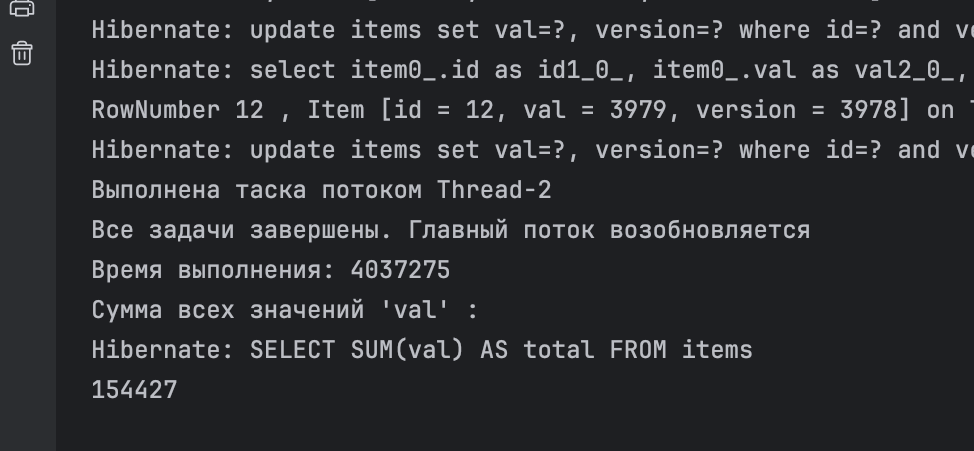 Hibernate: update items set val=?, version=? where id=? and
Hibernate: select item0_.id as id1_0_, item0_.val as val2_0_,
RowNumber 12 , Item [id = 12, val = 3979, version = 3978] on
Hibernate: update items set val=?, version=? where id=? and
Выполнена таска потоком Thread-2
Все задачи завершены. Главный поток возобновляется
Время выполнения: 4037275
Сумма всех значений 'val' :
Hibernate: SELECT SUM(val) AS total FROM items
154427